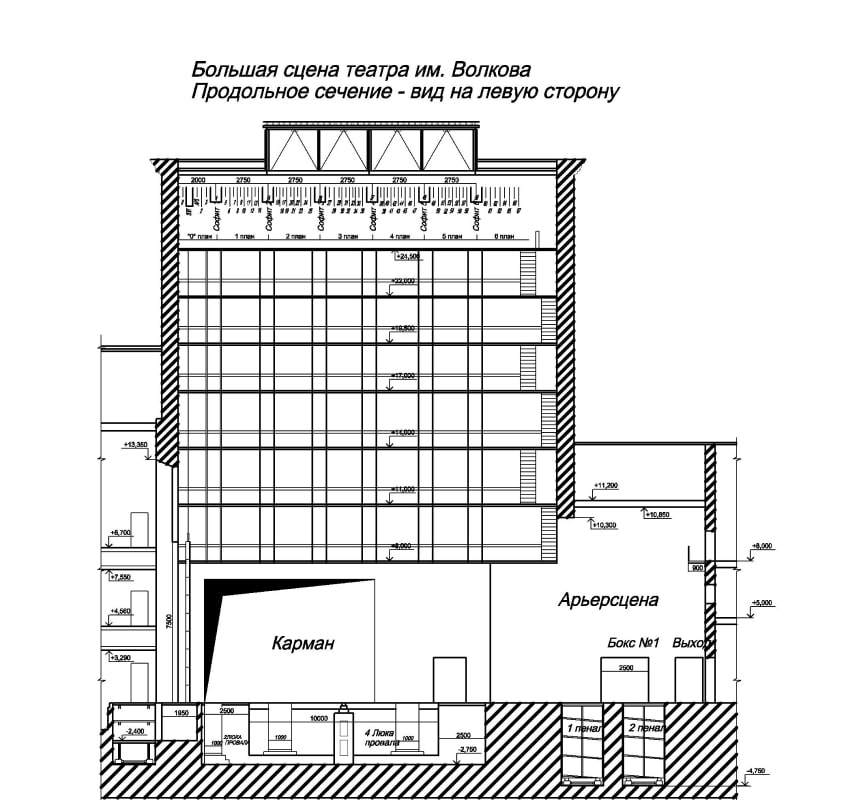 Большая сцена театра им. Волкова
Продольное сечение - вид на левую сторону
2000 2750 2750 2750 2750 2750
Софит Софит Софит Софит Софит Софит
"0" план 1 план 2 план 3 план 4 план 5 план 6 план
+24,500
+22,000
+19,500
+17,000
+14,000
+13,350
+11,200
+11,000
+10,850
+10,300
+8,000
+8,000
900
+7,550
+5,000
+4,560
7500
Арьерсцена
Карман
Бокс №1 Выход
+3,290
2500
1950 2500 10000 2500
-2,400
2люка
провала
1000 1000 1000
4 Люка
провала
-2,750
1 пенал 2 пенал
-4,750